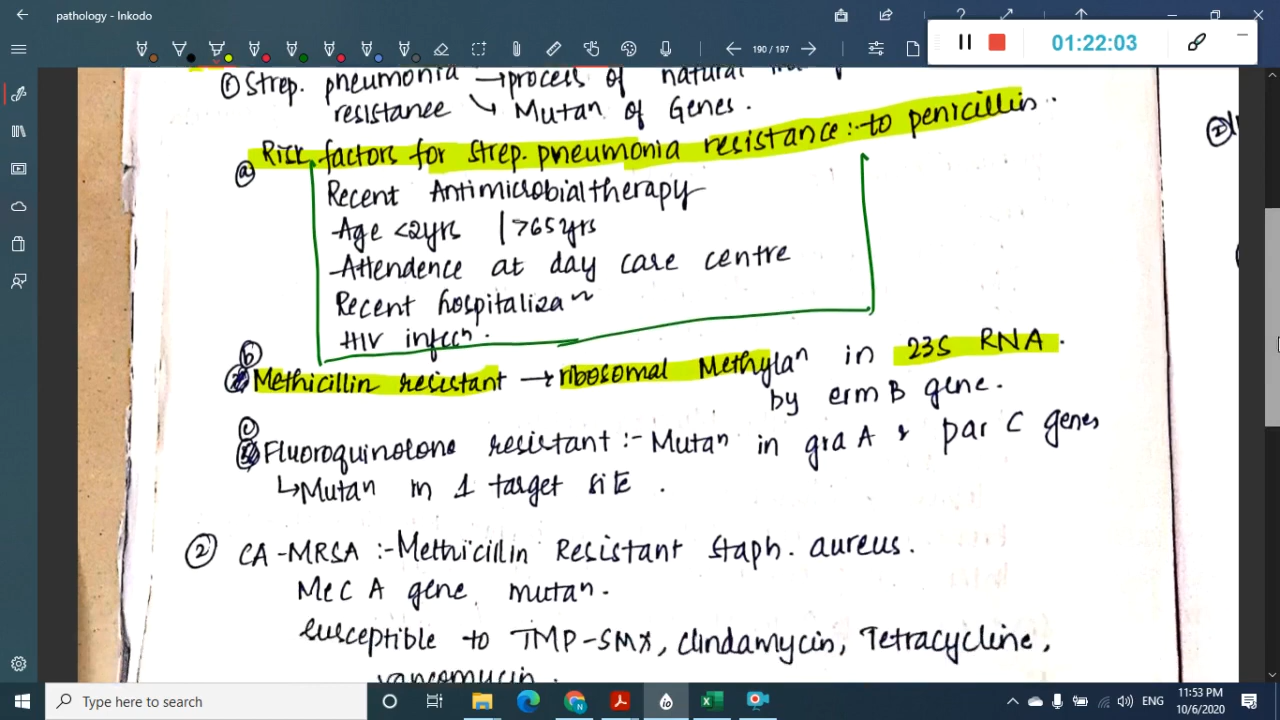 pathology - Inkodo
01:22:03
190 / 197
① Strep. pneumonia → process of natural
resistance ↘ Mutan of Genes.
ⓐ Risk factors for Strep. pneumonia resistance:- to penicillin.
Recent Antimicrobial therapy
-Age <2yrs | >65yrs
-Attendence at day care centre
Recent hospitalizan
HIV infecn.
ⓑ Methicillin resistant → ribosomal Methylan in 23S RNA.
by erm B gene.
ⓒ Fluoroquinolone resistant :- Mutan in gra A & par C genes
↳ Mutan in 1 target site.
② CA-MRSA :- Methicillin Resistant Staph. aureus.
Mec A gene mutan.
susceptible to TMP-SMX, clindamycin, Tetracycline,
vancomycin.
②
Type here to search
ENG
11:53 PM
10/6/2020